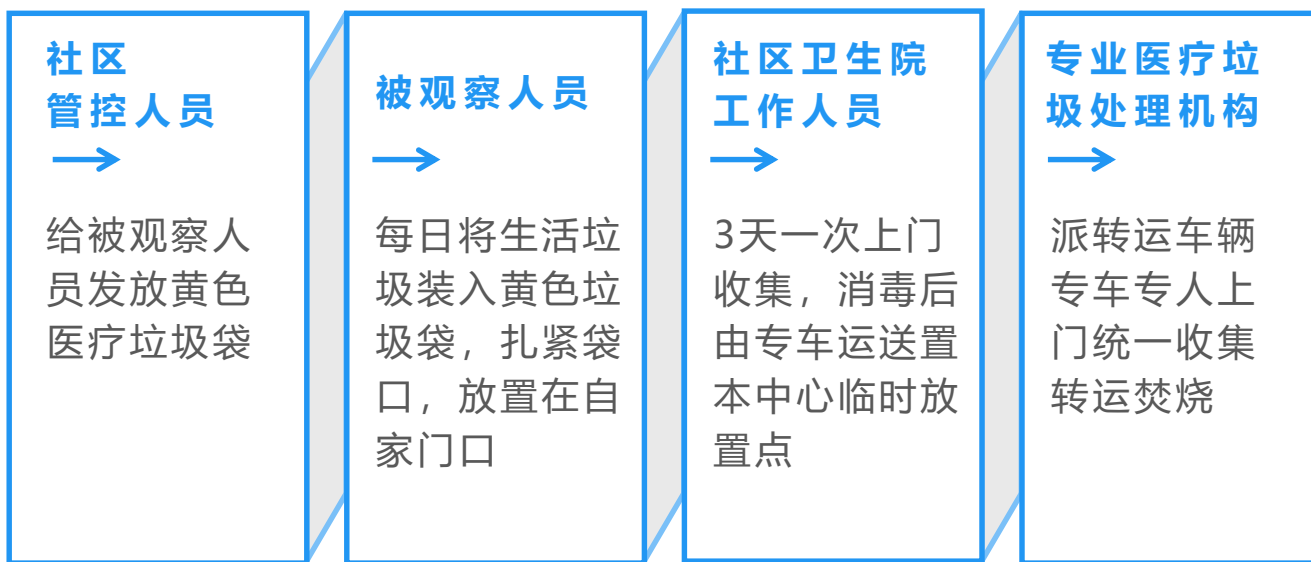 社区
管控人员
给被观察人
员发放黄色
医疗垃圾袋
被观察人员
每日将生活垃
圾装入黄色垃
圾袋，扎紧袋
口，放置在自
家门口
社区卫生院
工作人员
3天一次上门
收集，消毒后
由专车运送置
本中心临时放
置点
专业医疗垃
圾处理机构
派转运车辆
专车专人上
门统一收集
转运焚烧